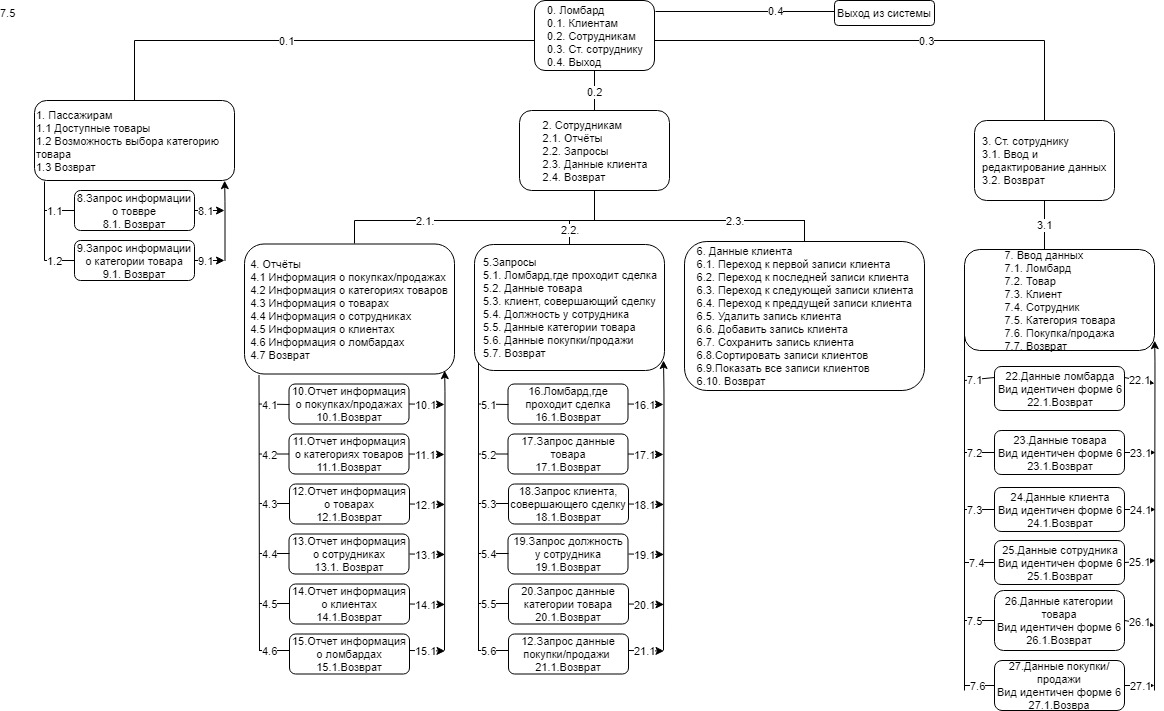 7.5
0. Ломбард
0.1. Клиентам
0.2. Сотрудникам
0.3. Ст. сотруднику
0.4. Выход
0.4
Выход из системы
0.1
0.3
0.2
1. Пассажирам
1.1 Доступные товары
1.2 Возможность выбора категорию
товара
1.3 Возврат
2. Сотрудникам
2.1. Отчёты
2.2. Запросы
2.3. Данные клиента
2.4. Возврат
3. Ст. сотруднику
3.1. Ввод и
редактирование данных
3.2. Возврат
1.1
8.Запрос информации
о товвре
8.1. Возврат
8.1
1.2
9.Запрос информации
о категории товара
9.1. Возврат
9.1
2.1.
2.2.
2.3.
3.1
4. Отчёты
4.1 Информация о покупках/продажах
4.2 Информация о категориях товаров
4.3 Информация о товарах
4.4 Информация о сотрудниках
4.5 Информация о клиентах
4.6 Информация о ломбардах
4.7 Возврат
5.Запросы
5.1. Ломбард,где проходит сделка
5.2. Данные товара
5.3. клиент, совершающий сделку
5.4. Должность у сотрудника
5.5. Данные категории товара
5.6. Данные покупки/продажи
5.7. Возврат
6. Данные клиента
6.1. Переход к первой записи клиента
6.2. Переход к последней записи клиента
6.3. Переход к следующей записи клиента
6.4. Переход к преддущей записи клиента
6.5. Удалить запись клиента
6.6. Добавить запись клиента
6.7. Сохранить запись клиента
6.8.Сортировать записи клиентов
6.9.Показать все записи клиентов
6.10. Возврат
7. Ввод данных
7.1. Ломбард
7.2. Товар
7.3. Клиент
7.4. Сотрудник
7.5. Категория товара
7.6. Покупка/продажа
7.7. Возврат
4.1
10.Отчет информация
о покупках/продажах
10.1.Возврат
10.1
4.2
11.Отчет информация
о категориях товаров
11.1.Возврат
11.1
4.3
12.Отчет информация
о товарах
12.1.Возврат
12.1
4.4
13.Отчет информация
о сотрудниках
13.1. Возврат
13.1
4.5
14.Отчет информация
о клиентах
14.1.Возврат
14.1
4.6
15.Отчет информация
о ломбардах
15.1.Возврат
15.1
5.1
16.Ломбард,где
проходит сделка
16.1.Возврат
16.1
5.2
17.Запрос данные
товара
17.1.Возврат
17.1
5.3
18.Запрос клиента,
совершающего сделку
18.1.Возврат
18.1
5.4
19.Запрос должность
у сотрудника
19.1.Возврат
19.1
5.5
20.Запрос данные
категории товара
20.1.Возврат
20.1
5.6
12.Запрос данные
покупки/продажи
21.1.Возврат
21.1
7.1
22.Данные ломбарда
Вид идентичен форме 6
22.1.Возврат
22.1
7.2
23.Данные товара
Вид идентичен форме 6
23.1.Возврат
23.1
7.3
24.Данные клиента
Вид идентичен форме 6
24.1.Возврат
24.1
7.4
25.Данные сотрудника
Вид идентичен форме 6
25.1.Возврат
25.1
7.5
26.Данные категории
товара
Вид идентичен форме 6
26.1.Возврат
26.1
7.6
27.Данные покупки/
продажи
Вид идентичен форме 6
27.1.Возвра
27.1